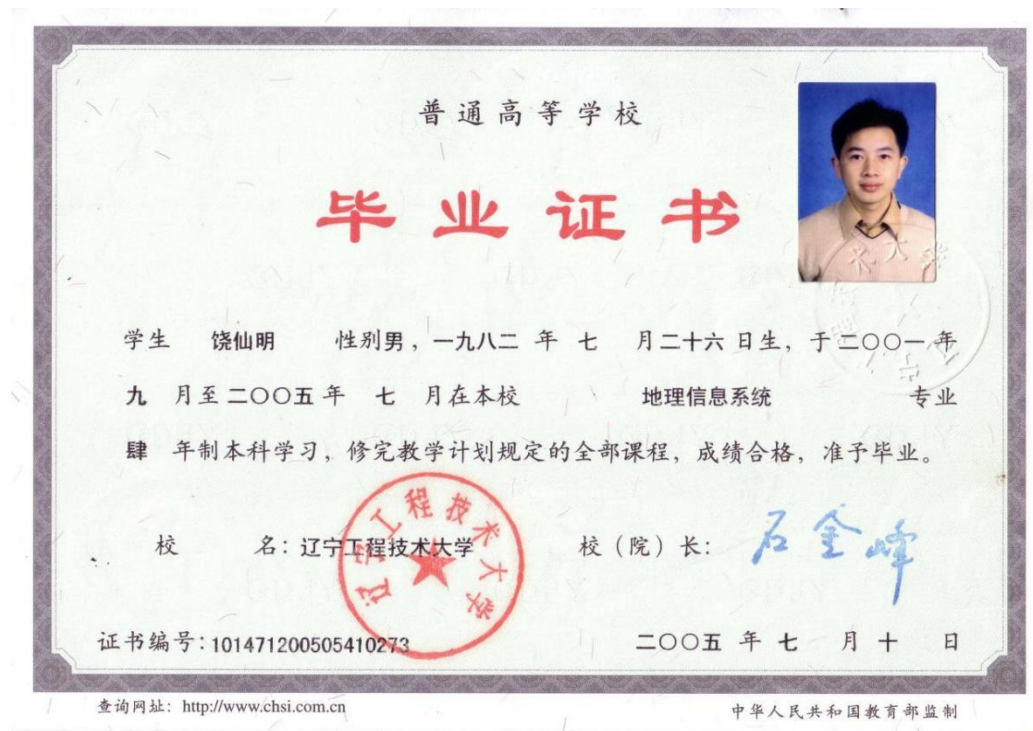 普通高等学校
毕业证书
学生 饶仙明 性别男，一九八二 年 七 月二十六 日生，于二〇〇一年
九 月至二〇〇五年 七 月在本校 地理信息系统 专业
肆 年制本科学习，修完教学计划规定的全部课程，成绩合格，准予毕业。
校 名：辽宁工程技术大学 校（院）长： 石金峰
辽宁工程技术大学
证书编号：101471200505410273 二〇〇五 年 七 月 十 日
查询网址：http://www.chsi.com.cn 中华人民共和国教育部监制